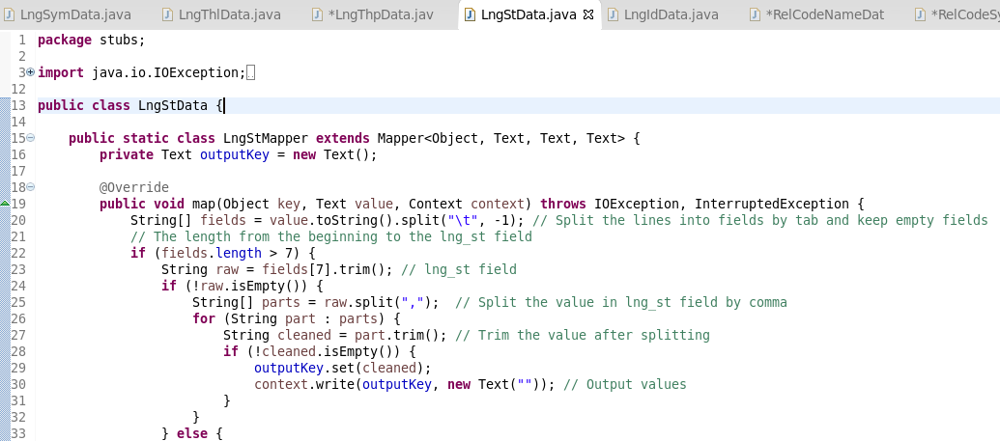 LngSymData.java LngThlData.java *LngThpData.jav LngStData.java LngIdData.java *RelCodeNameDat *RelCodeSy
1 package stubs;
2
3 import java.io.IOException;
12
13 public class LngStData {
14
15 public static class LngStMapper extends Mapper<Object, Text, Text, Text> {
16 private Text outputKey = new Text();
17
18 @Override
19 public void map(Object key, Text value, Context context) throws IOException, InterruptedException {
20 String[] fields = value.toString().split("\t", -1); // Split the lines into fields by tab and keep empty fields
21 // The length from the beginning to the lng_st field
22 if (fields.length > 7) {
23 String raw = fields[7].trim(); // lng_st field
24 if (!raw.isEmpty()) {
25 String[] parts = raw.split(","); // Split the value in lng_st field by comma
26 for (String part : parts) {
27 String cleaned = part.trim(); // Trim the value after splitting
28 if (!cleaned.isEmpty()) {
29 outputKey.set(cleaned);
30 context.write(outputKey, new Text("")); // Output values
31 }
32 }
33 } else {